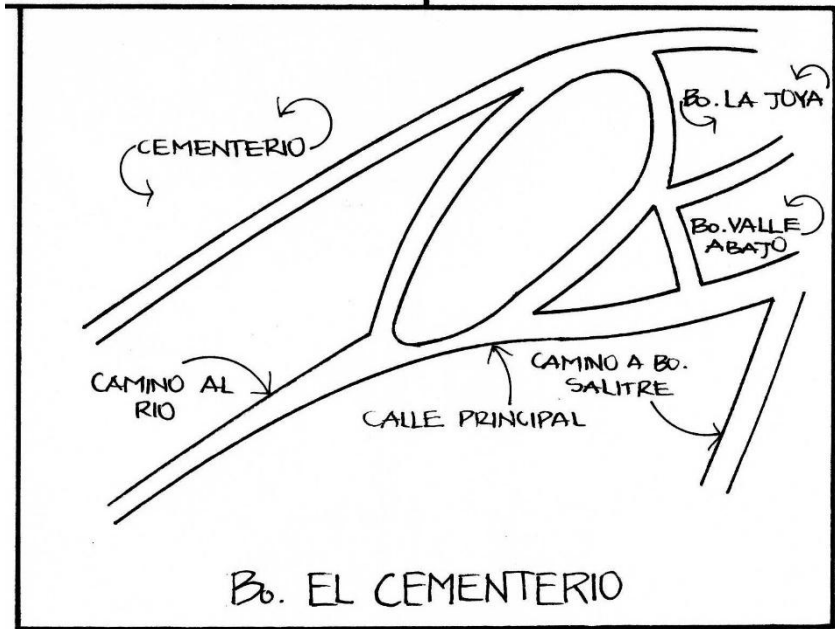 Bo. LA JOYA
CEMENTERIO
Bo. VALLE
ABAJO
CAMINO AL
RIO
CAMINO A BO.
SALITRE
CALLE PRINCIPAL
Bo. EL CEMENTERIO